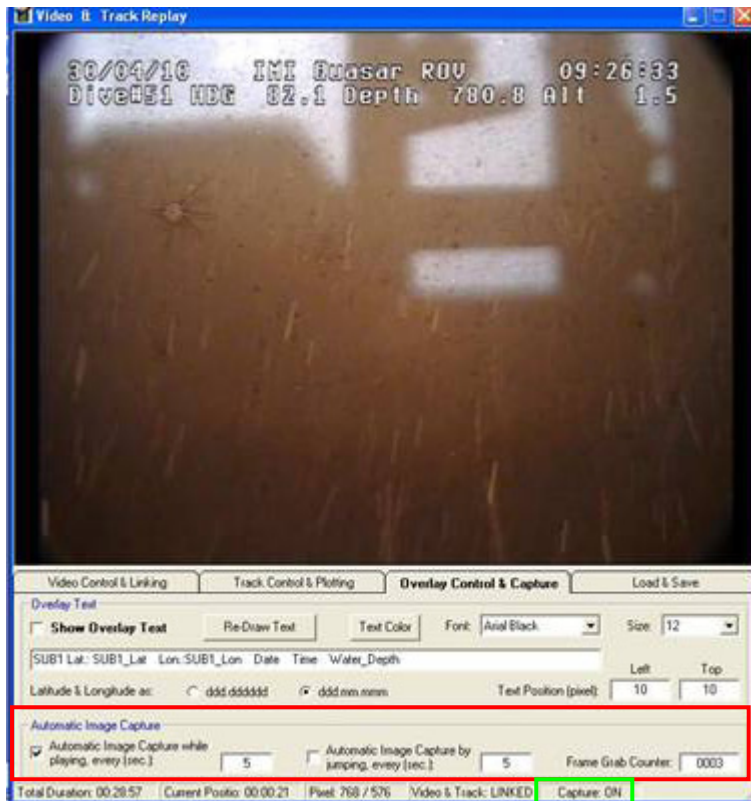 Video & Track Replay
30/04/10 IMI Quasar ROV 09:26:33
Dive#51 HDG 82.1 Depth 780.8 Alt 1.5
Video Control & Linking Track Control & Plotting Overlay Control & Capture Load & Save
Overlay Text
Show Overlay Text Re-Draw Text Text Color Font: Arial Black Size: 12
SUB1 Lat.: SUB1_Lat Lon.:SUB1_Lon Date Time Water_Depth
Left Top
Latitude & Longitude as: ddd.dddddd ddd:mm.mmm Text Position (pixel): 10 10
Automatic Image Capture
Automatic Image Capture while playing, every (sec.): 5
Automatic Image Capture by jumping, every (sec.): 5
Frame Grab Counter: 0003
Total Duration: 00:28:57 Current Positio: 00:00:21 Pixel: 768 / 576 Video & Track: LINKED Capture: ON